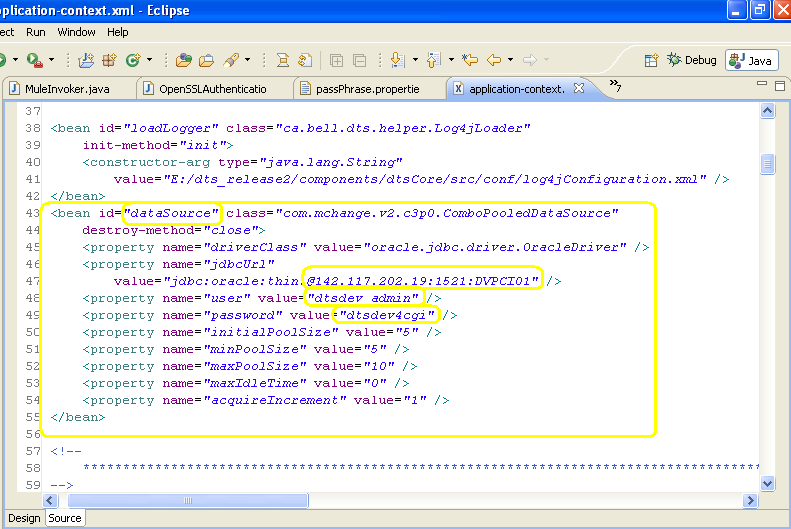 pplication-context.xml - Eclipse
ect Run Window Help
Debug Java
MuleInvoker.java OpenSSLAuthenticatio passPhrase.propertie application-context. »7
37
38 <bean id="loadLogger" class="ca.bell.dts.helper.Log4jLoader"
39 init-method="init">
40 <constructor-arg type="java.lang.String"
41 value="E:/dts_release2/components/dtsCore/src/conf/log4jConfiguration.xml" />
42 </bean>
43 <bean id="dataSource" class="com.mchange.v2.c3p0.ComboPooledDataSource"
44 destroy-method="close">
45 <property name="driverClass" value="oracle.jdbc.driver.OracleDriver" />
46 <property name="jdbcUrl"
47 value="jdbc:oracle:thin:@142.117.202.19:1521:DVPCI01" />
48 <property name="user" value="dtsdev_admin" />
49 <property name="password" value="dtsdev4cgi" />
50 <property name="initialPoolSize" value="5" />
51 <property name="minPoolSize" value="5" />
52 <property name="maxPoolSize" value="10" />
53 <property name="maxIdleTime" value="0" />
54 <property name="acquireIncrement" value="1" />
55 </bean>
56
57 <!--
58 *************************************************************************************
59 -->
Design Source